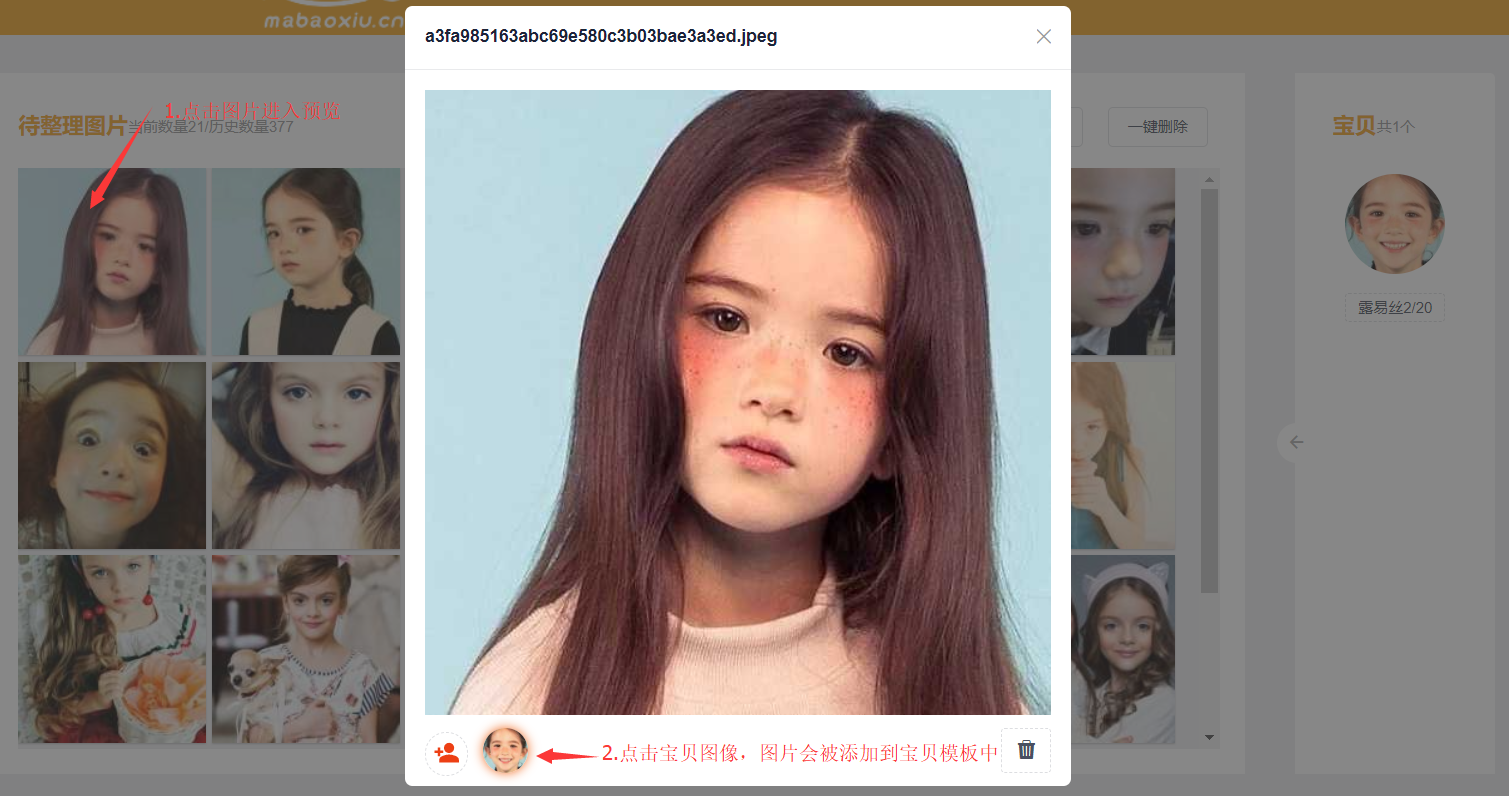 mabaoxiu.cn
a3fa985163abc69e580c3b03bae3a3ed.jpeg
1.点击图片进入预览
待整理图片当前数量21/历史数量377
一键删除
宝贝共1个
露易丝2/20
2.点击宝贝图像，图片会被添加到宝贝模板中